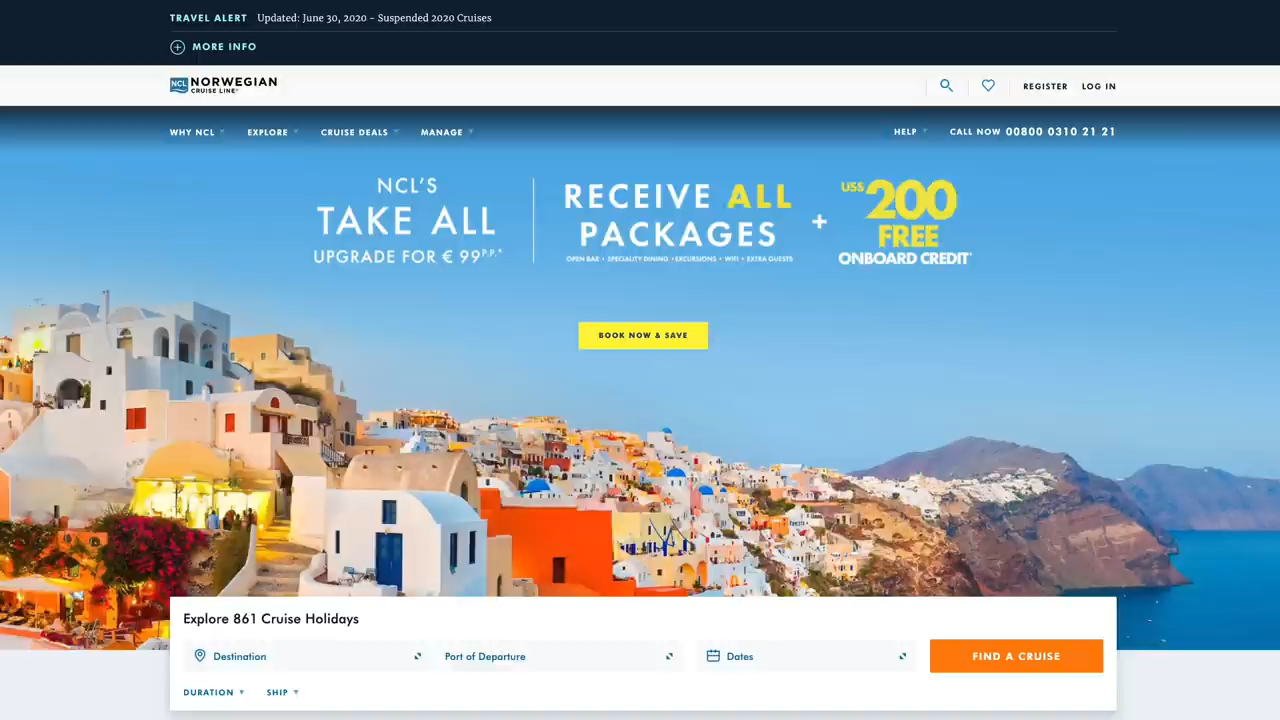 TRAVEL ALERT Updated: June 30, 2020 - Suspended 2020 Cruises
MORE INFO
NCL NORWEGIAN
CRUISE LINE®
REGISTER LOG IN
WHY NCL EXPLORE CRUISE DEALS MANAGE HELP CALL NOW 00800 0310 21 21
NCL'S
TAKE ALL
UPGRADE FOR € 99P.P.*
RECEIVE ALL
PACKAGES
OPEN BAR • SPECIALITY DINING • EXCURSIONS • WIFI • EXTRA GUESTS
+
US$200
FREE
ONBOARD CREDIT*
BOOK NOW & SAVE
Explore 861 Cruise Holidays
Destination Port of Departure Dates FIND A CRUISE
DURATION SHIP